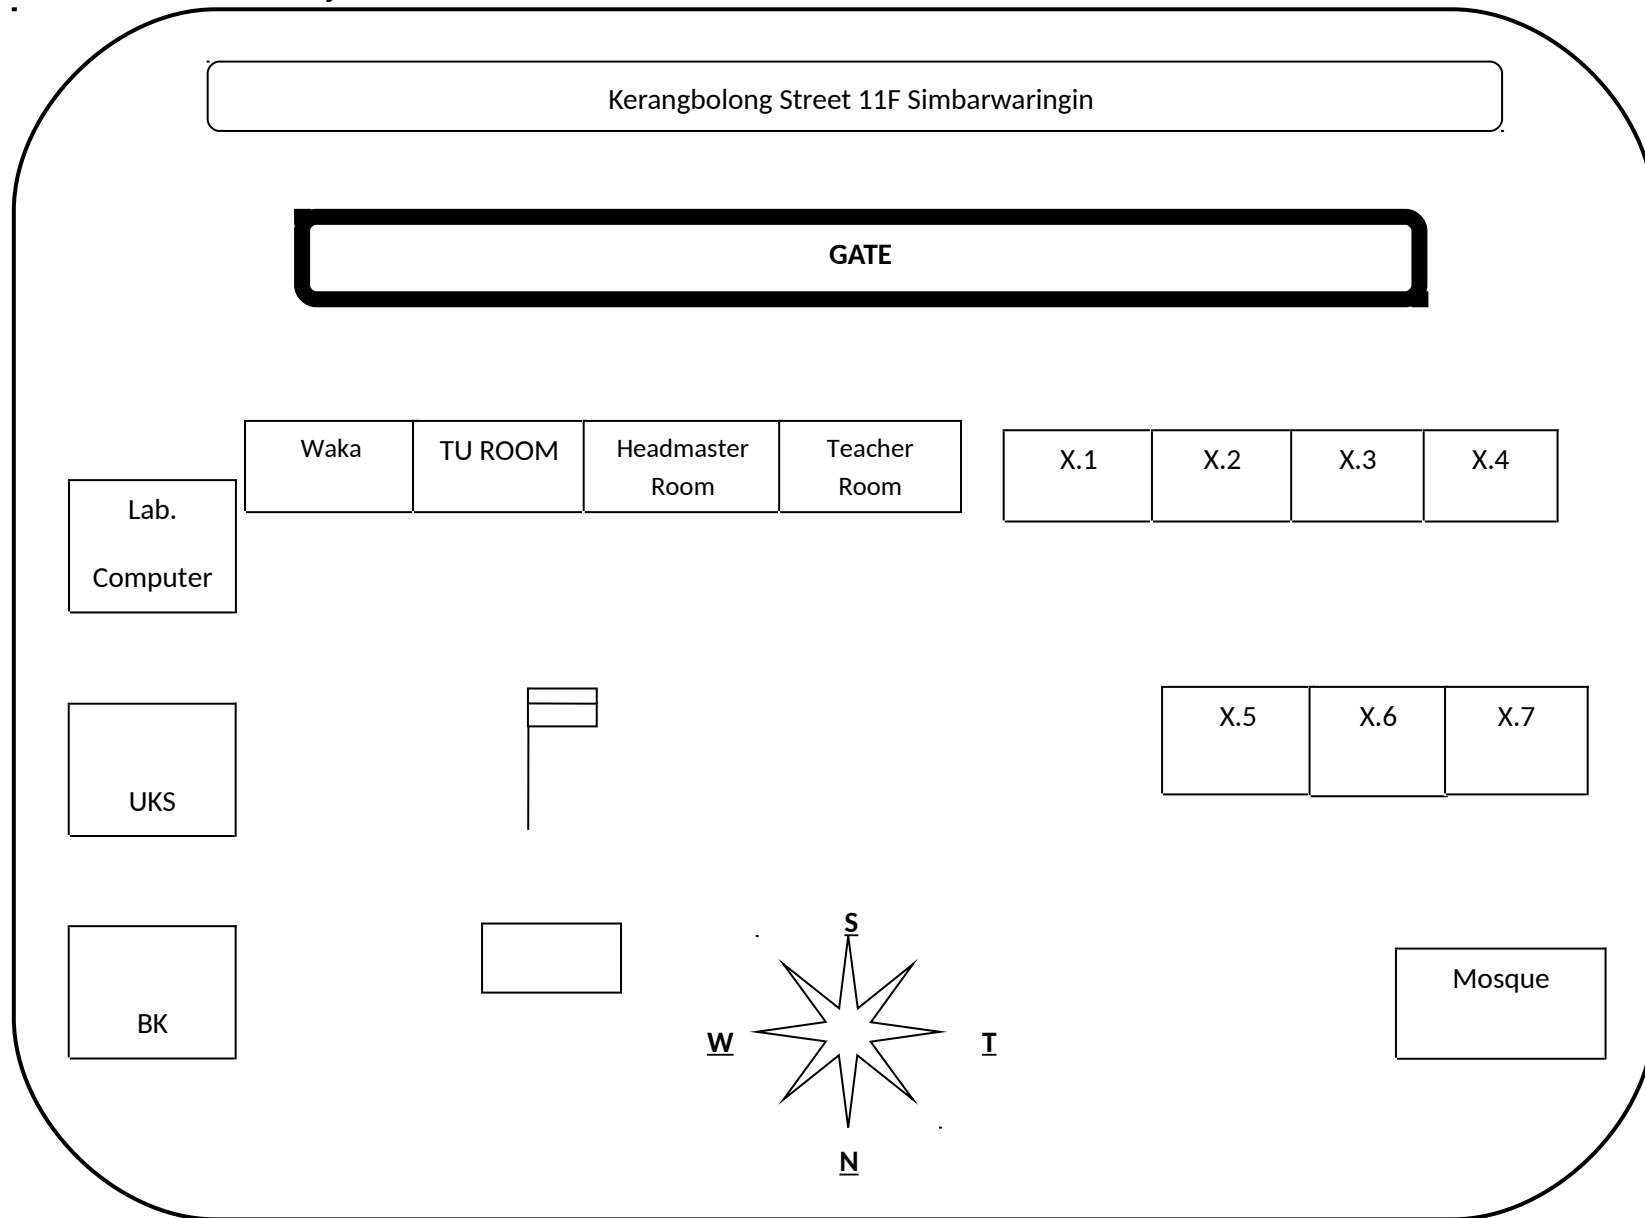 Kerangbolong Street 11F Simbarwaringin
GATE
Waka
TU ROOM
Headmaster
Room
Teacher
Room
X.1
X.2
X.3
X.4
Lab.
Computer
X.5
X.6
X.7
UKS
S
Mosque
BK
W
T
N